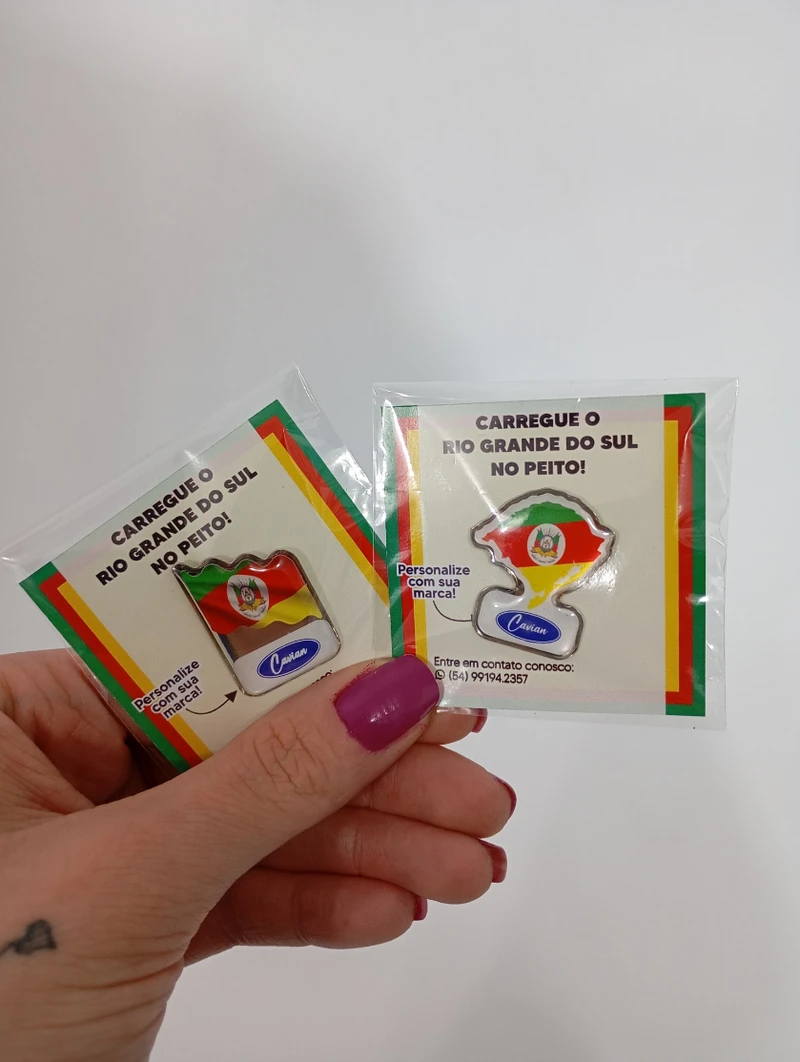 CARREGUE O
RIO GRANDE DO SUL
NO PEITO!
Cavian
Personalize
com sua
marca!
CARREGUE O
RIO GRANDE DO SUL
NO PEITO!
Personalize
com sua
marca!
Cavian
Entre em contato conosco:
(54) 99194.2357